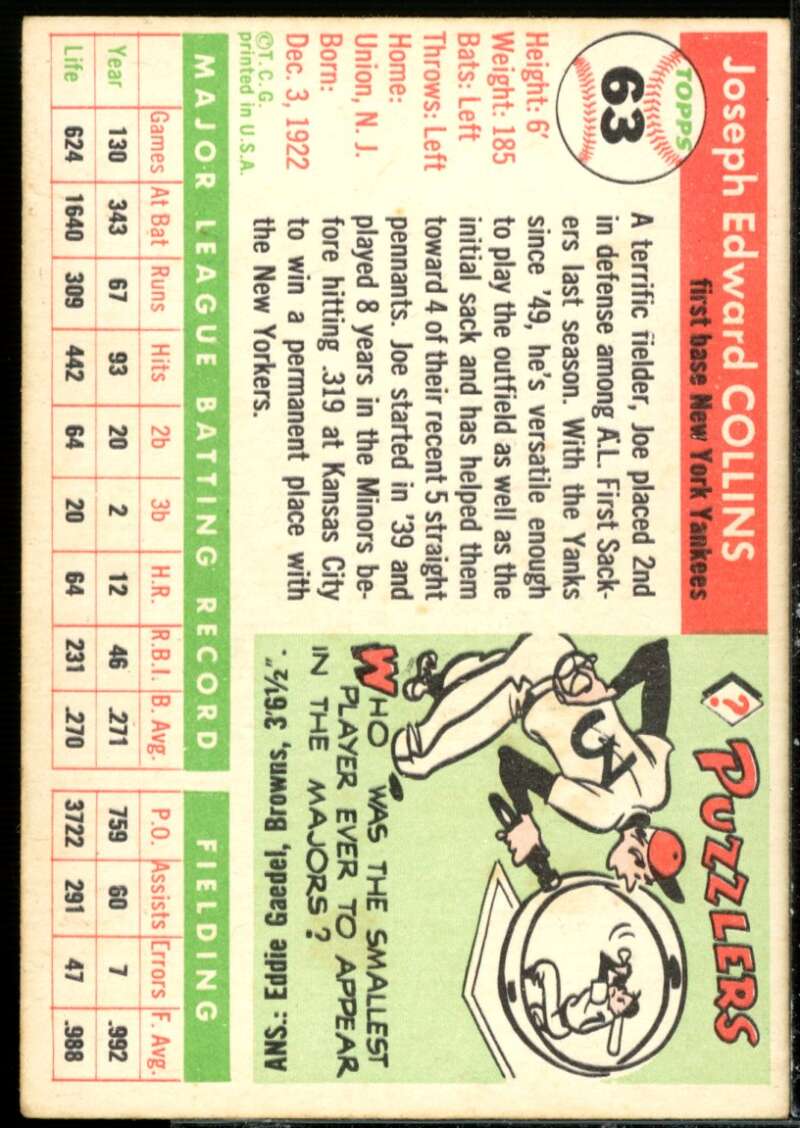 TOPPS
63
Joseph Edward COLLINS
first base New York Yankees
Height: 6'
Weight: 185
Bats: Left
Throws: Left
Home:
Union, N. J.
Born:
Dec. 3, 1922
©T.C.G.
printed in U.S.A.
A terrific fielder, Joe placed 2nd
in defense among A.L. First Sack-
ers last season. With the Yanks
since '49, he's versatile enough
to play the outfield as well as the
initial sack and has helped them
toward 4 of their recent 5 straight
pennants. Joe started in '39 and
played 8 years in the Minors be-
fore hitting .319 at Kansas City
to win a permanent place with
the New Yorkers.
? PUZZLERS
WHO WAS THE SMALLEST
PLAYER EVER TO APPEAR
IN THE MAJORS?
ANS.: Eddie Gaedel, Browns, 3'6½".
MAJOR LEAGUE BATTING RECORD FIELDING
Games At Bat Runs Hits 2b 3b H.R. R.B.I. B. Avg. P.O. Assists Errors F. Avg.
Year 130 343 67 93 20 2 12 46 .271 759 60 7 .992
Life 624 1640 309 442 64 20 64 231 .270 3722 291 47 .988